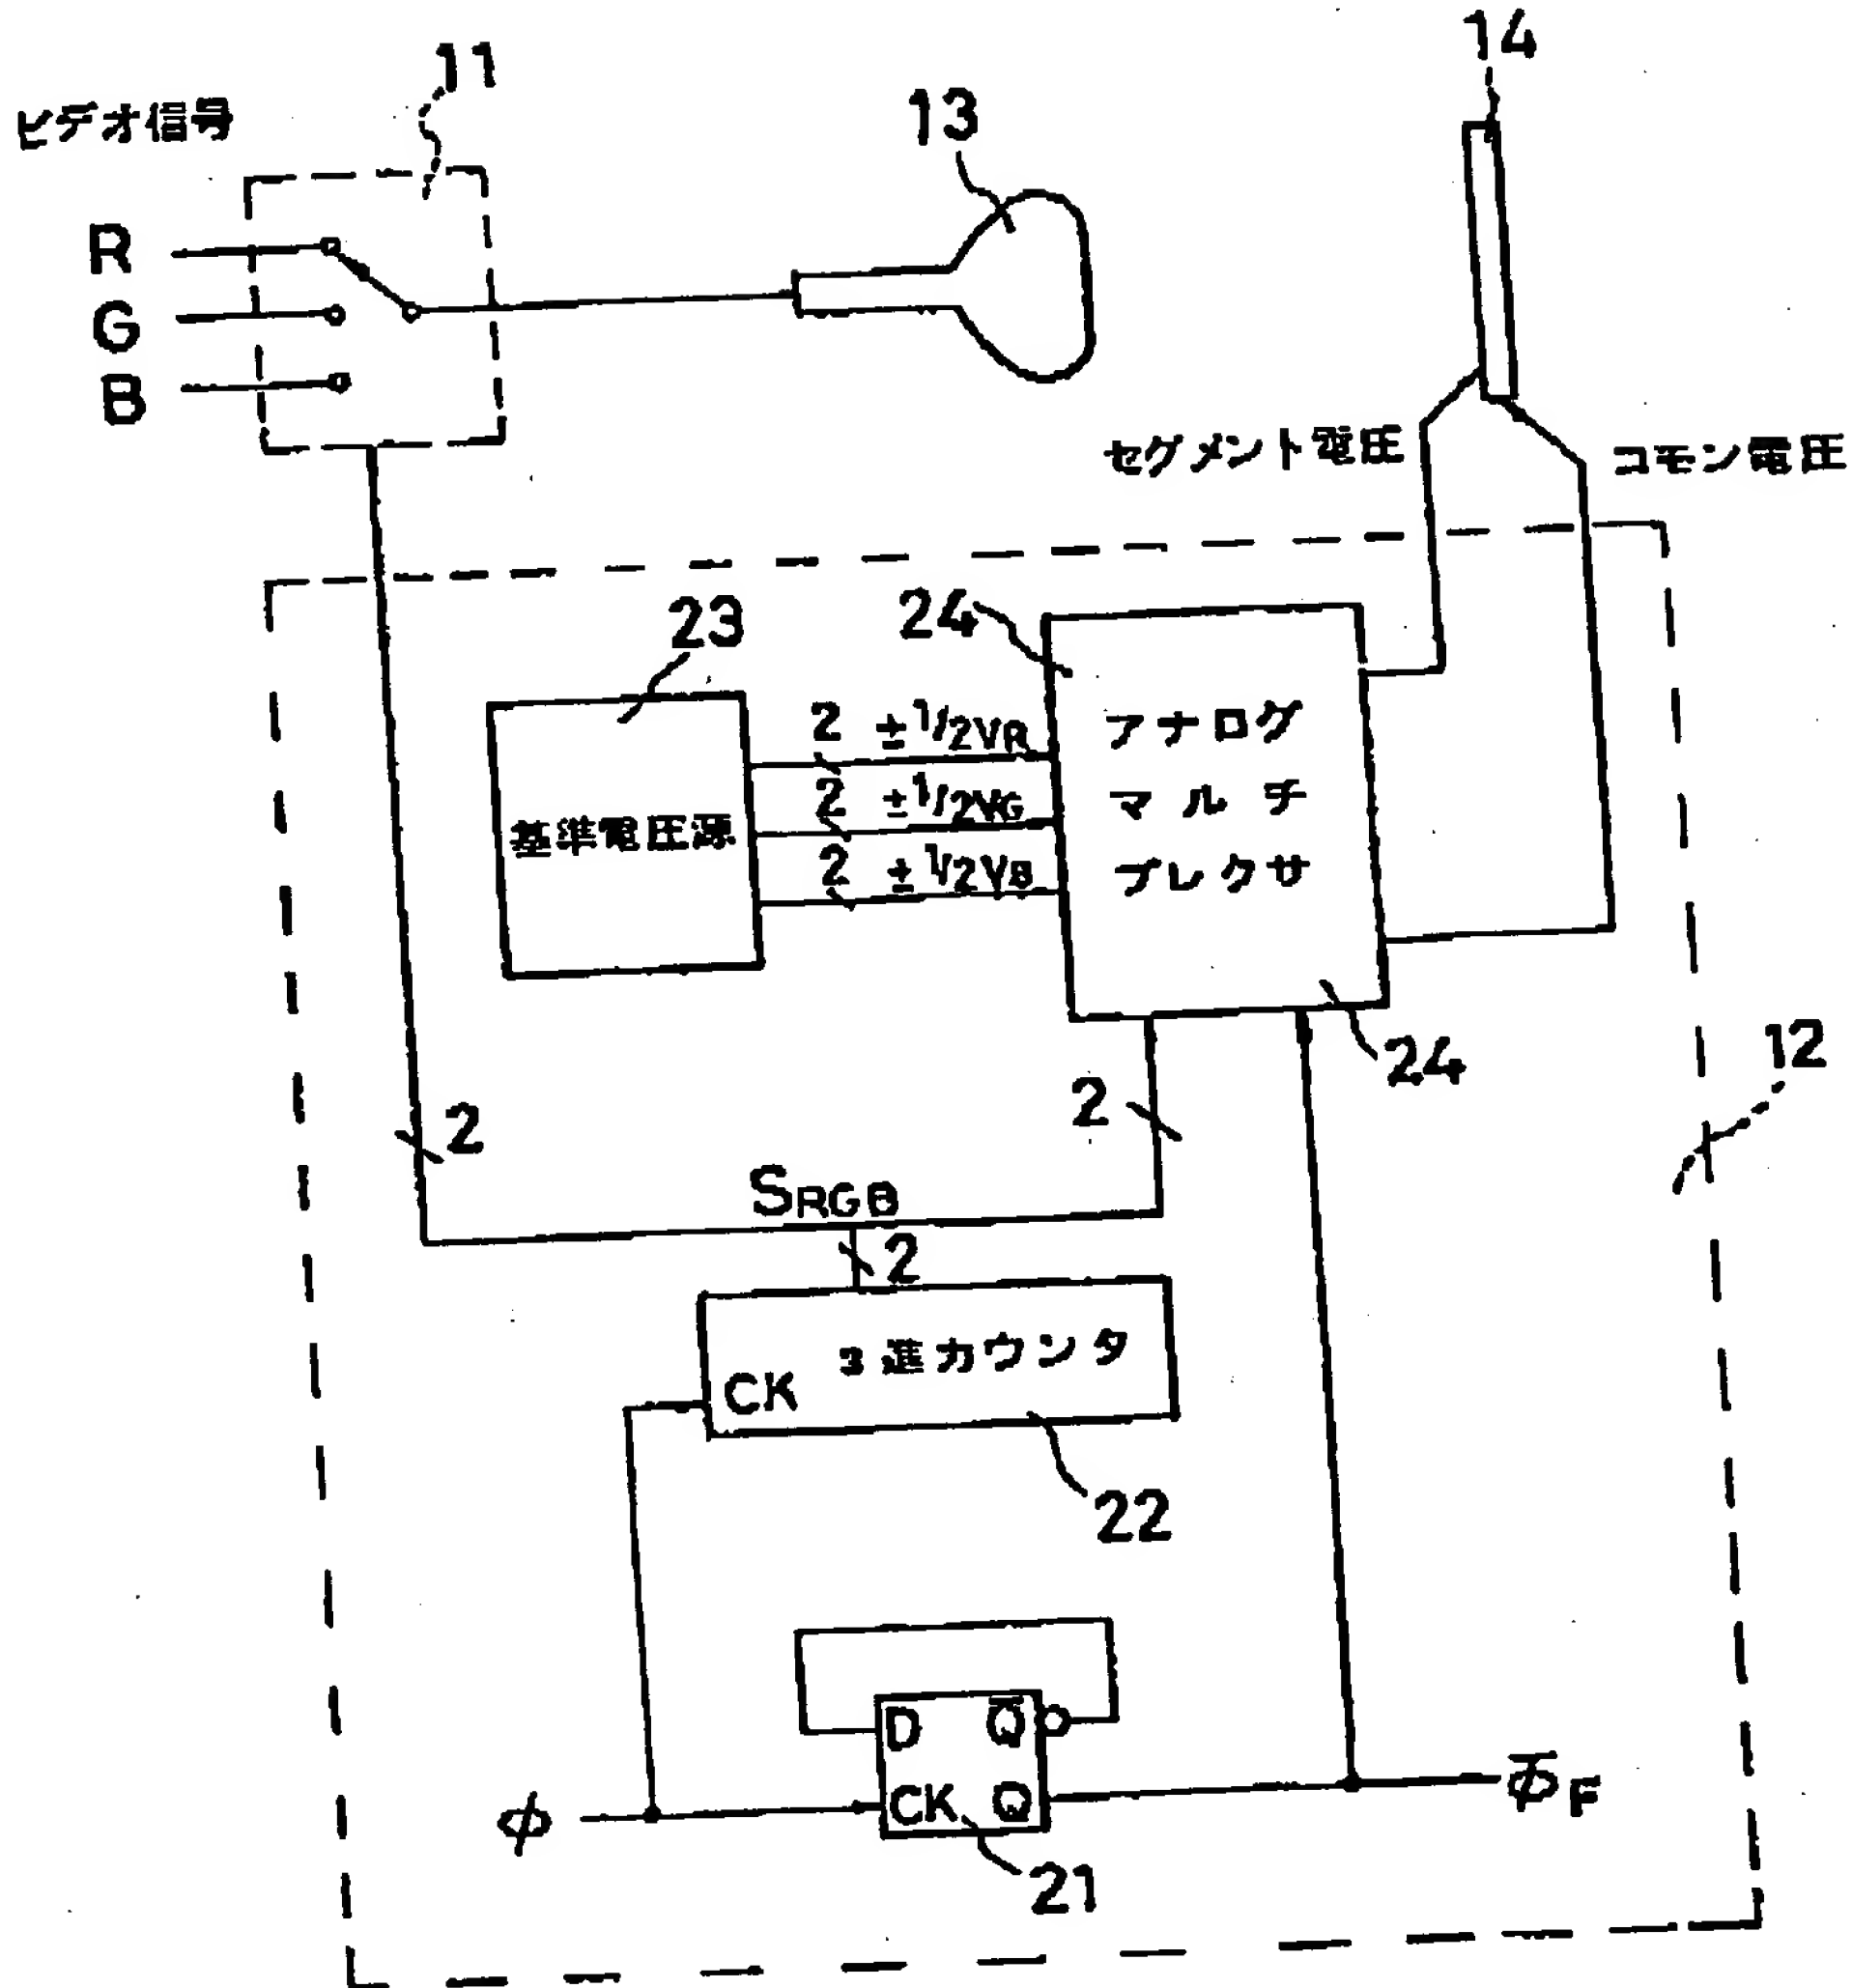 11
14
ビデオ信号
13
R
G
B
セグメント電圧
コモン電圧
23
24
2 ±1/2VR
2 ±1/2VG
2 ±1/2VB
基準電圧源
アナログ
マルチ
プレクサ
24
12
2
2
SRGB
2
3進カウンタ
CK
22
D Q̅
CK Q
ϕ
Φ̅F
21